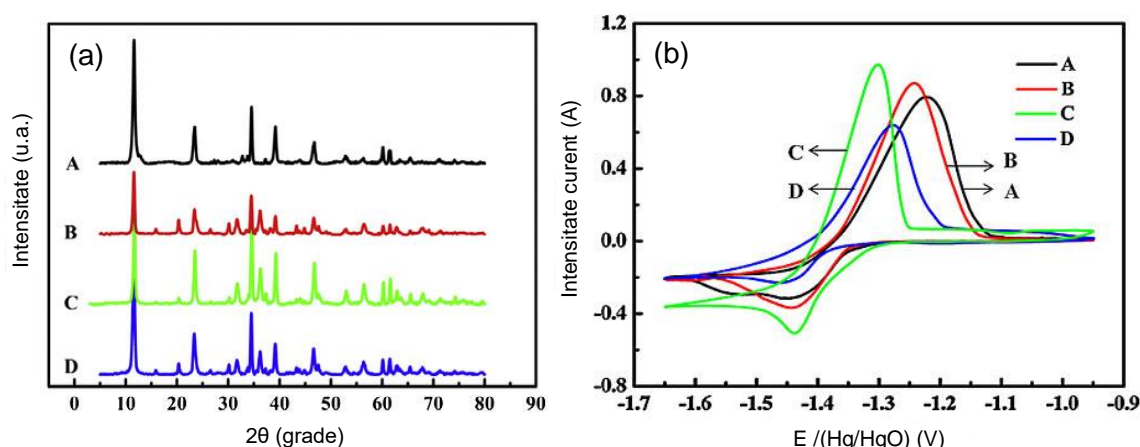 (a)
Intensitate (u.a.)
A
B
C
D
0 10 20 30 40 50 60 70 80 90
2θ (grade)
(b)
Intensitate curent (A)
1.2
0.8
0.4
0.0
-0.4
-0.8
A
B
C
D
C
D
B
A
-1.7 -1.6 -1.5 -1.4 -1.3 -1.2 -1.1 -1.0 -0.9
E /(Hg/HgO) (V)